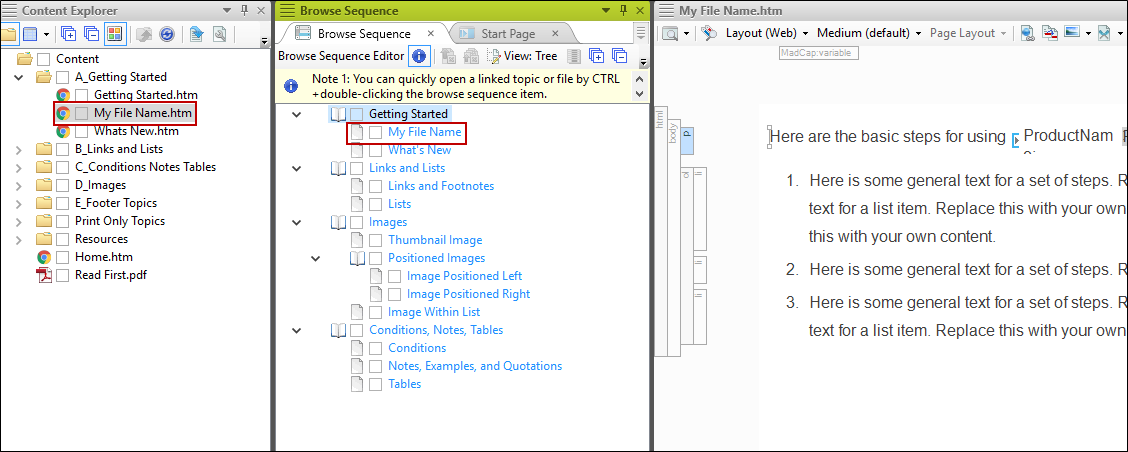 Content Explorer
Content
A_Getting Started
Getting Started.htm
My File Name.htm
Whats New.htm
B_Links and Lists
C_Conditions Notes Tables
D_Images
E_Footer Topics
Print Only Topics
Resources
Home.htm
Read First.pdf
Browse Sequence
Browse Sequence
Start Page
Browse Sequence Editor
View: Tree
Note 1: You can quickly open a linked topic or file by CTRL
+double-clicking the browse sequence item.
Getting Started
My File Name
What's New
Links and Lists
Links and Footnotes
Lists
Images
Thumbnail Image
Positioned Images
Image Positioned Left
Image Positioned Right
Image Within List
Conditions, Notes, Tables
Conditions
Notes, Examples, and Quotations
Tables
My File Name.htm
Layout (Web)
Medium (default)
Page Layout
MadCap:variable
html
body
p
ol
li
li
li
Here are the basic steps for using ProductNam
1. Here is some general text for a set of steps. R
text for a list item. Replace this with your own
this with your own content.
2. Here is some general text for a set of steps. R
3. Here is some general text for a set of steps. R
text for a list item. Replace this with your own